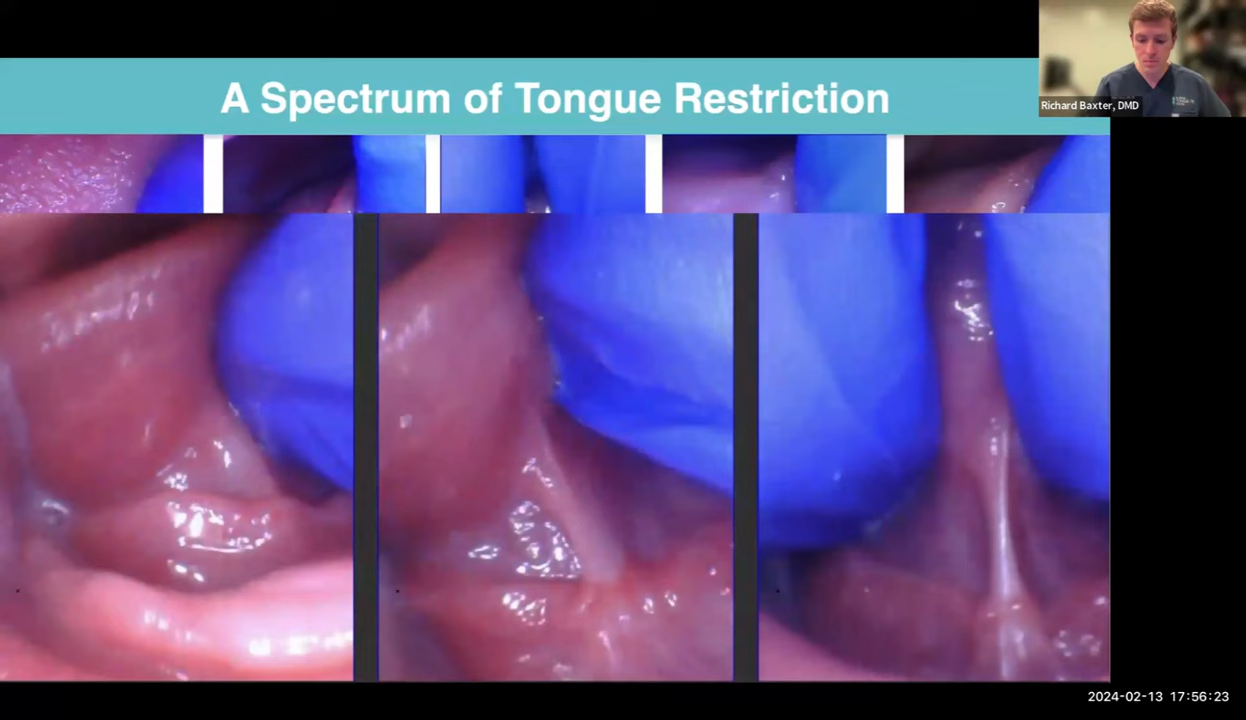 A Spectrum of Tongue Restriction
Richard Baxter, DMD
2024-02-13 17:56:23